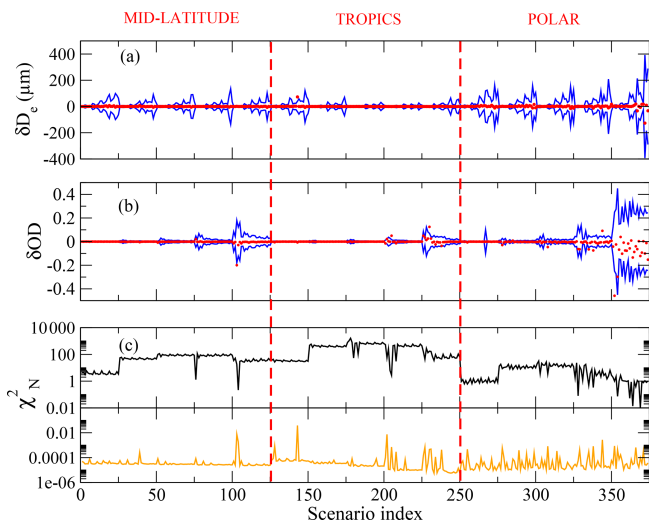 MID-LATITUDE TROPICS POLAR
(a)
400
200
0
-200
-400
δD_e (μm)
(b)
0.4
0.2
0
-0.2
-0.4
δOD
(c)
10000
100
1
0.01
χ²_N
0.01
0.0001
1e-06
0 50 100 150 200 250 300 350
Scenario index